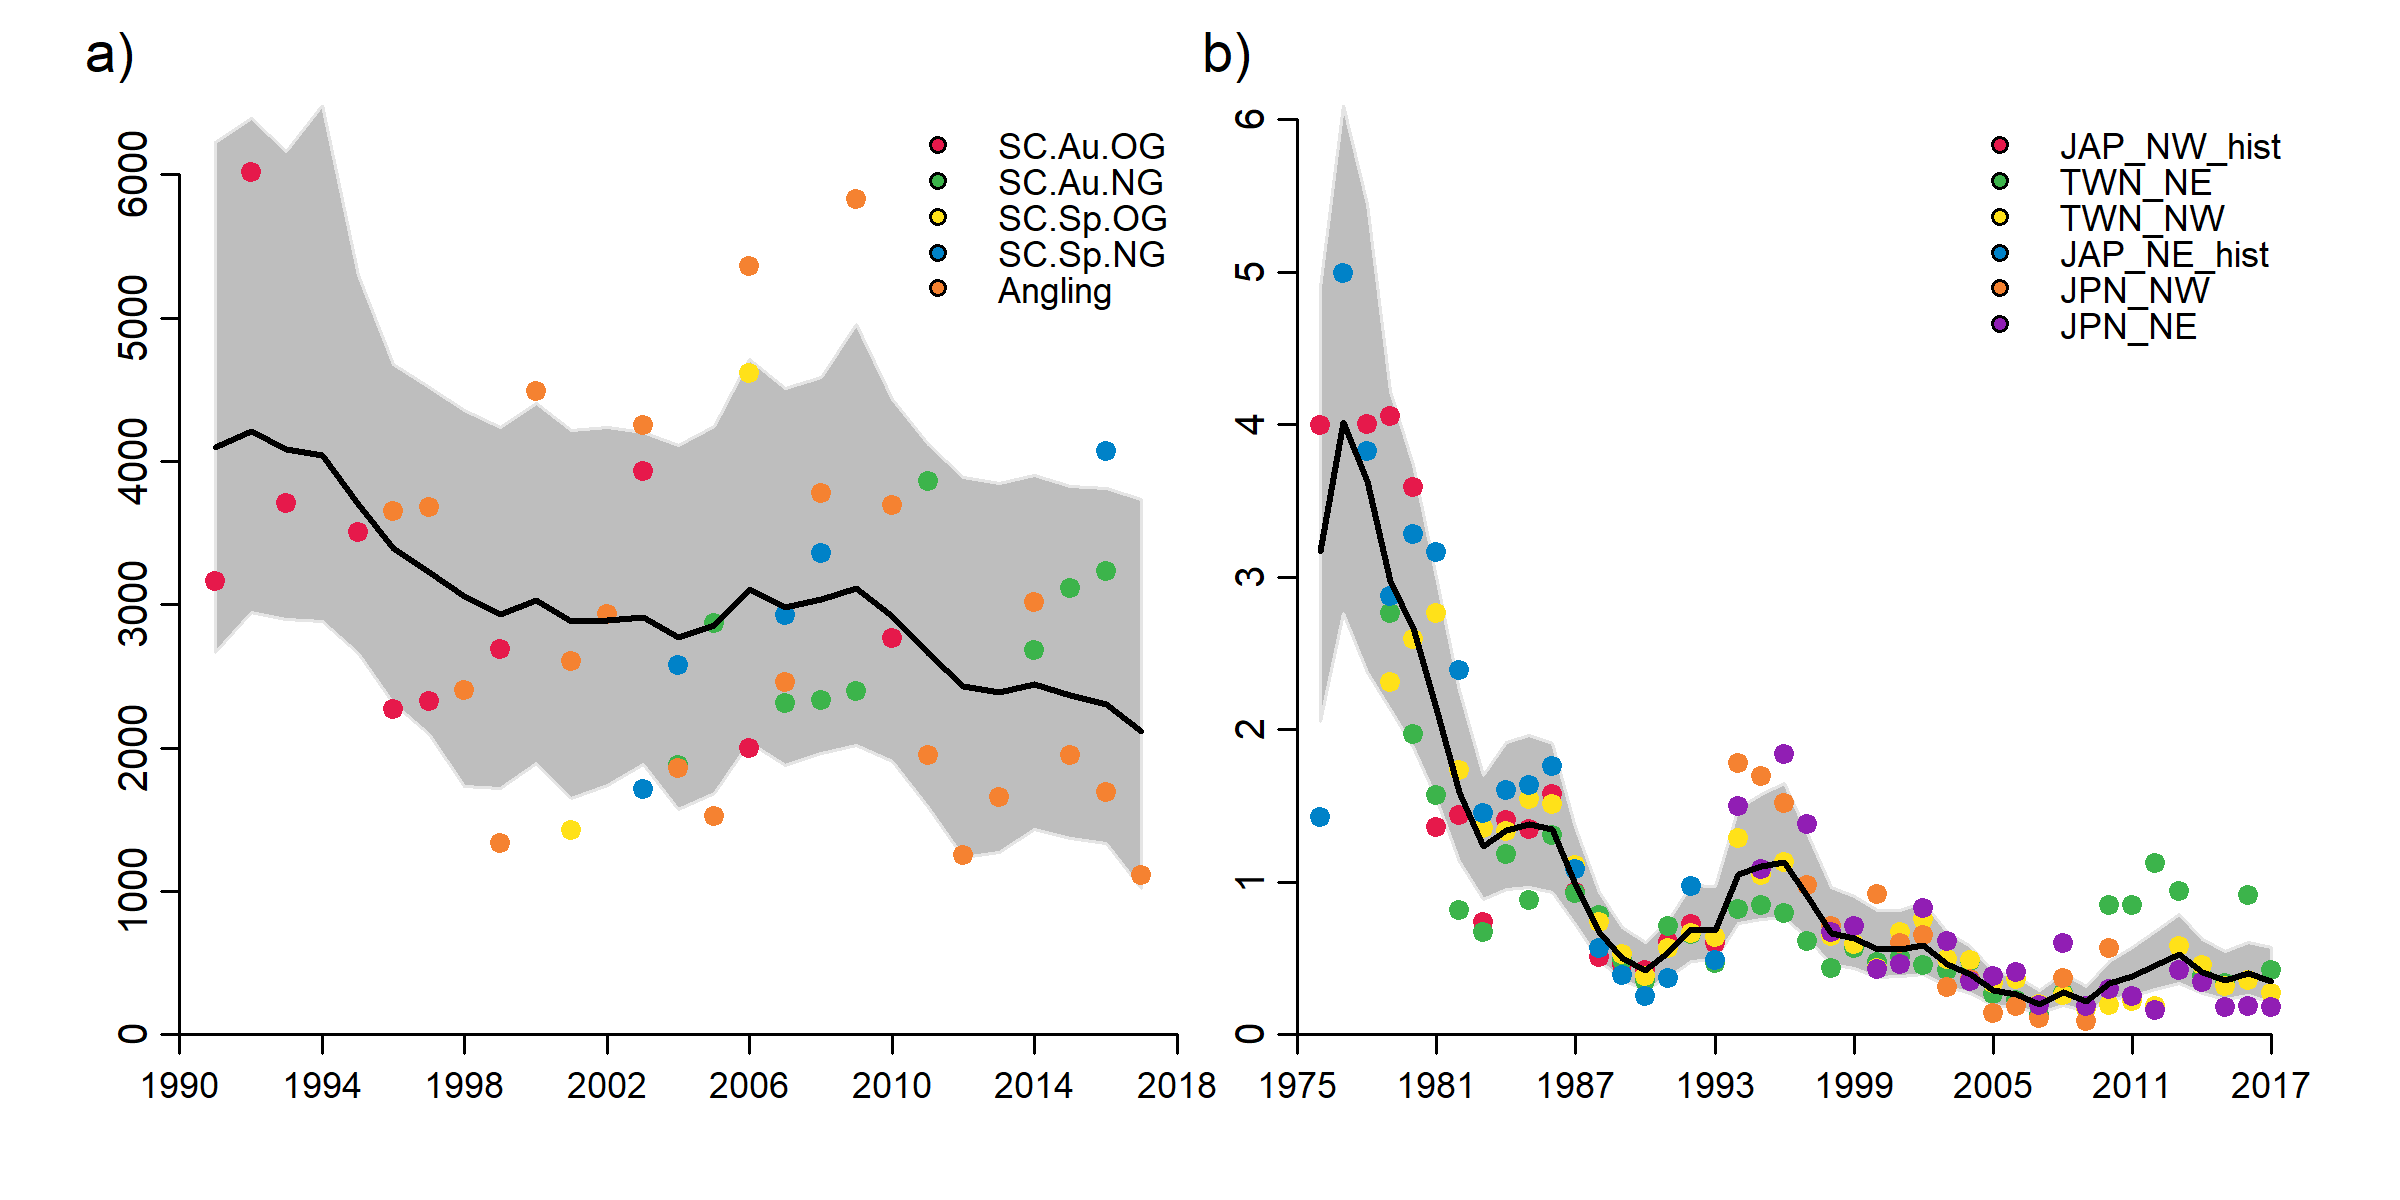 a)
6000
5000
4000
3000
2000
1000
0
1990 1994 1998 2002 2006 2010 2014 2018
SC.Au.OG
SC.Au.NG
SC.Sp.OG
SC.Sp.NG
Angling
b)
6
5
4
3
2
1
0
1975 1981 1987 1993 1999 2005 2011 2017
JAP_NW_hist
TWN_NE
TWN_NW
JAP_NE_hist
JPN_NW
JPN_NE